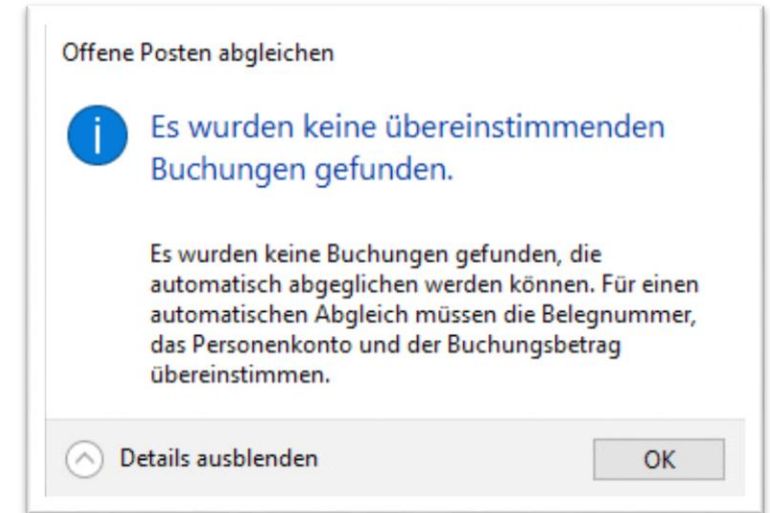 Offene Posten abgleichen
Es wurden keine übereinstimmenden
Buchungen gefunden.
Es wurden keine Buchungen gefunden, die
automatisch abgeglichen werden können. Für einen
automatischen Abgleich müssen die Belegnummer,
das Personenkonto und der Buchungsbetrag
übereinstimmen.
Details ausblenden
OK